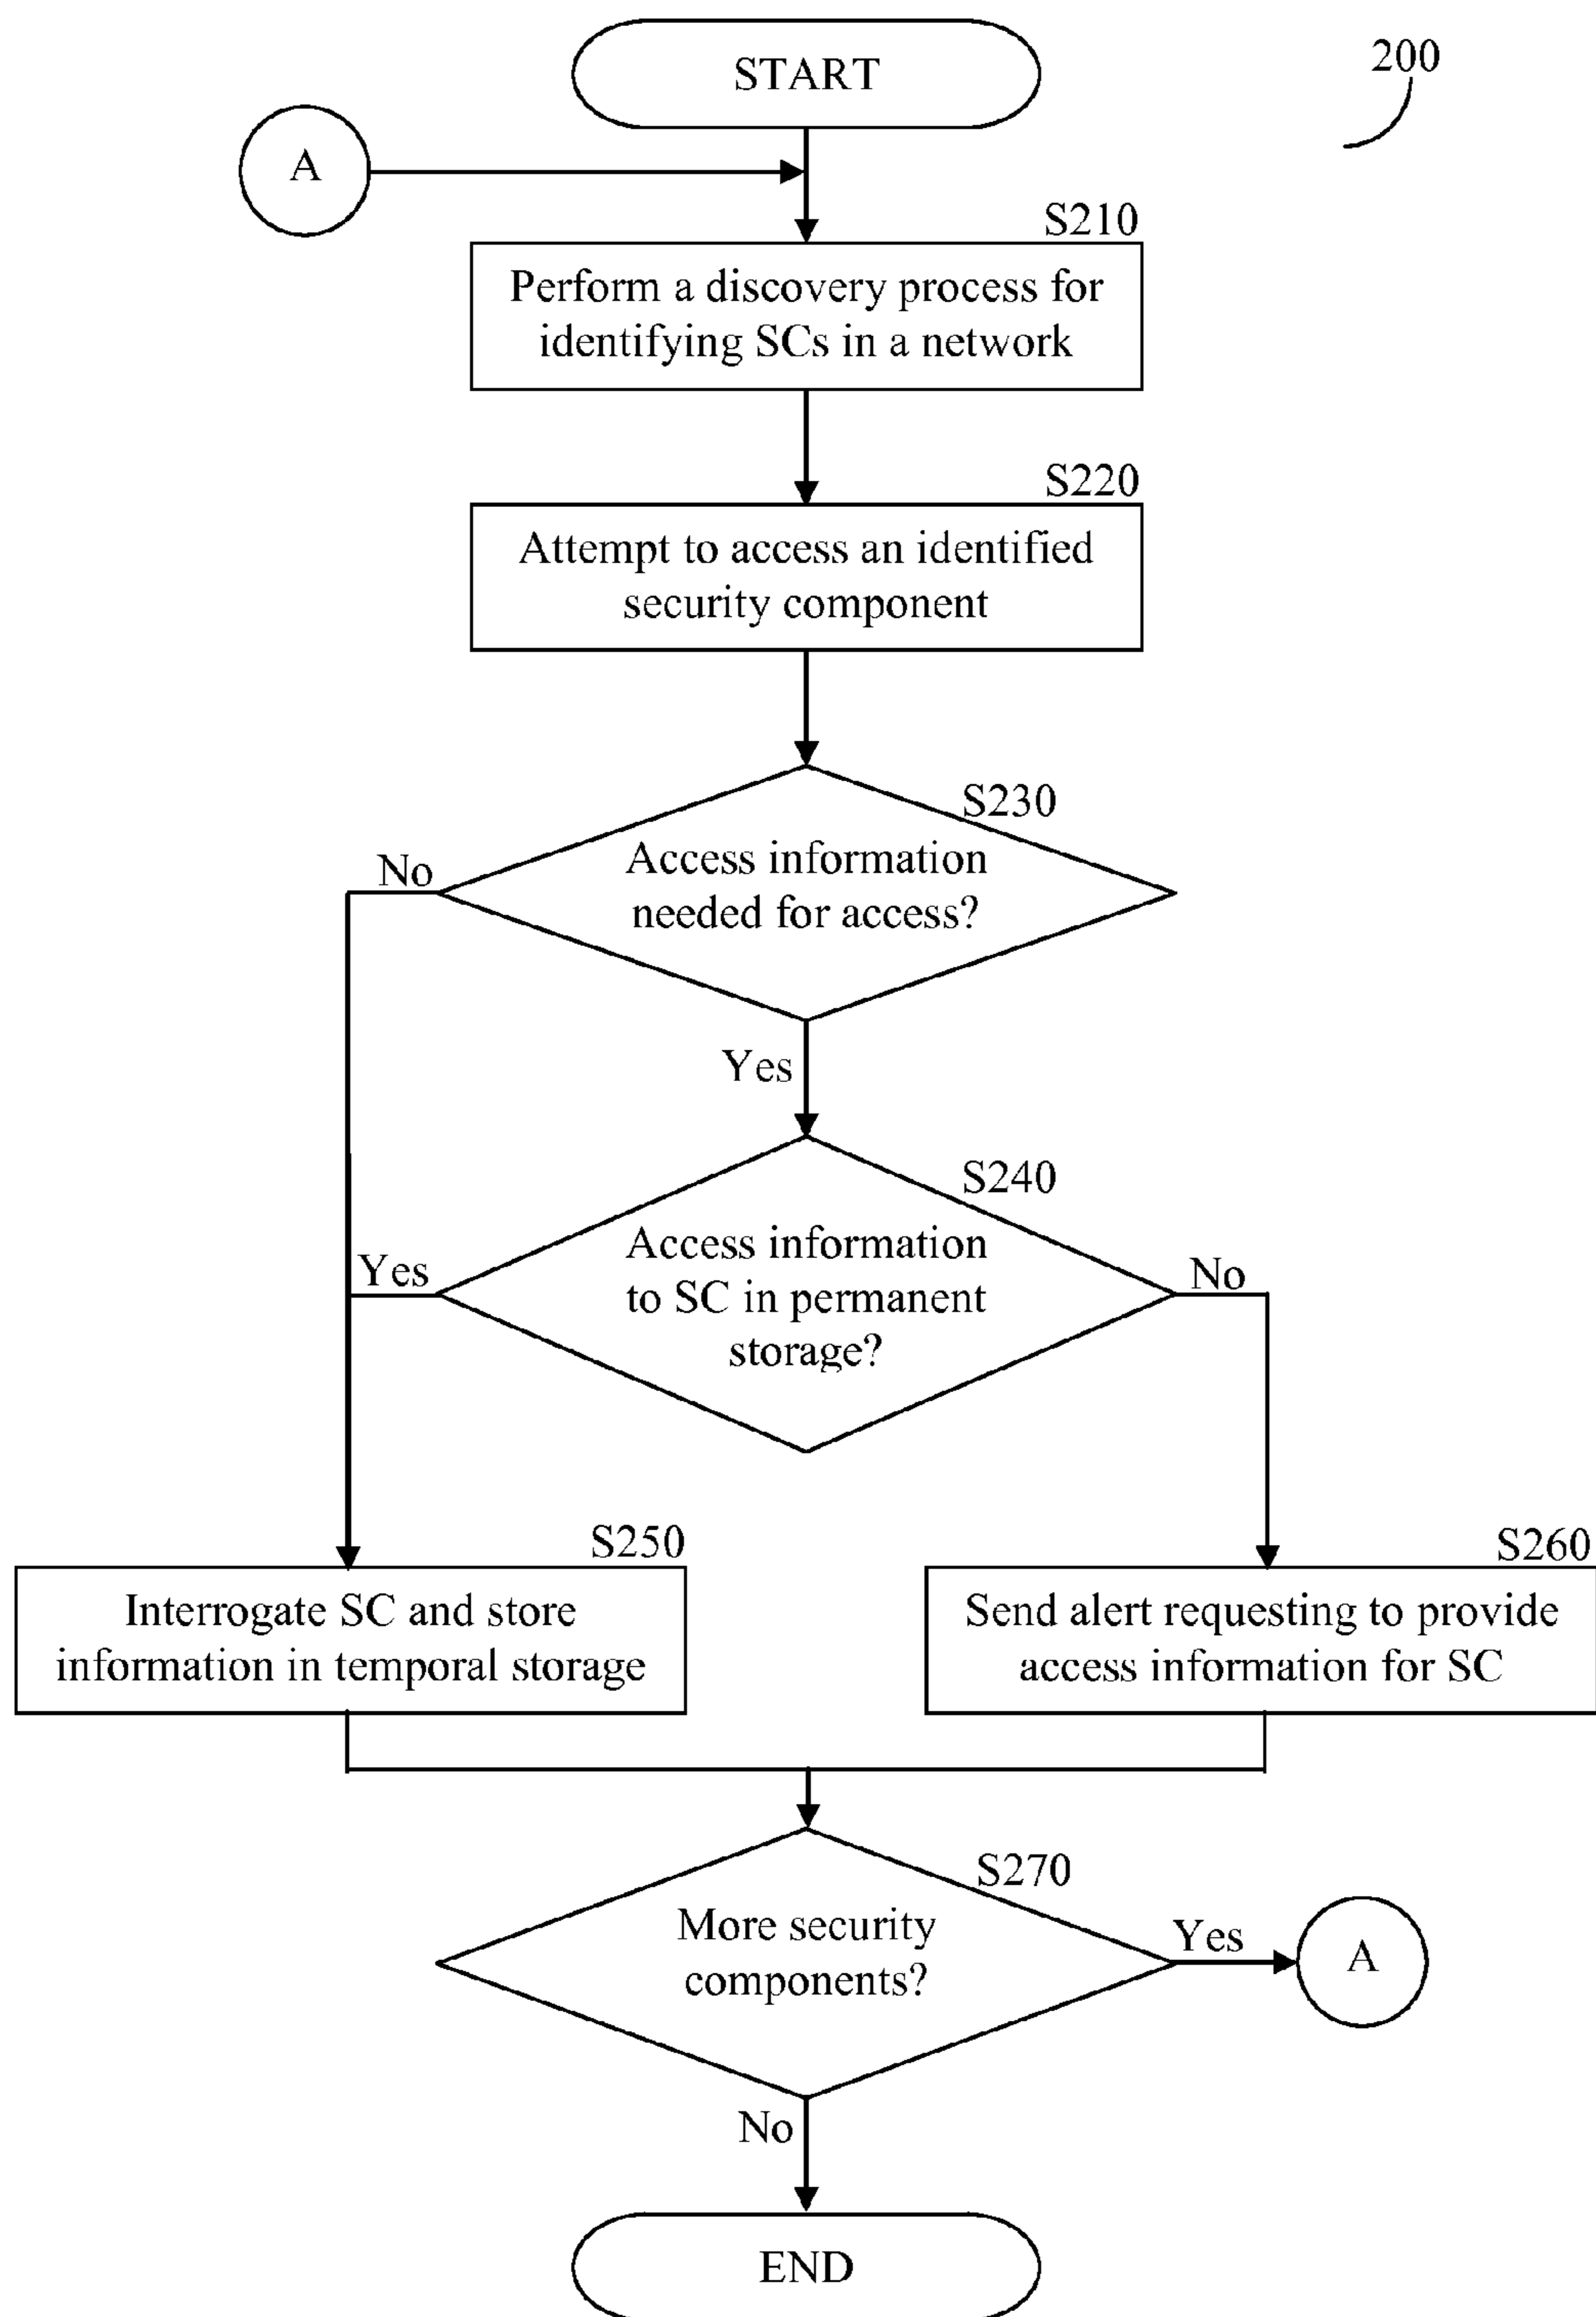 START
200
A
S210
Perform a discovery process for
identifying SCs in a network
S220
Attempt to access an identified
security component
S230
Access information
needed for access?
No
Yes
S240
Access information
to SC in permanent
storage?
Yes
No
S250
Interrogate SC and store
information in temporal storage
S260
Send alert requesting to provide
access information for SC
S270
More security
components?
Yes
A
No
END